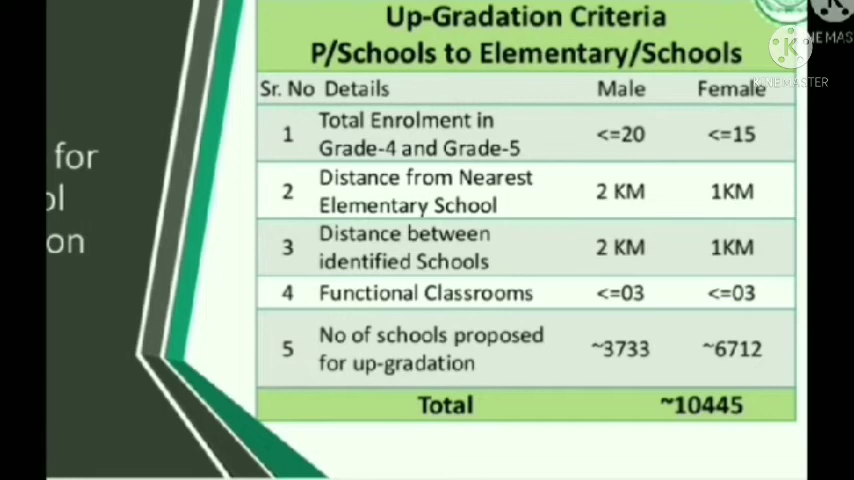 Up-Gradation Criteria
P/Schools to Elementary/Schools
Sr. No Details Male Female
1 Total Enrolment in Grade-4 and Grade-5 <=20 <=15
2 Distance from Nearest Elementary School 2 KM 1KM
3 Distance between identified Schools 2 KM 1KM
4 Functional Classrooms <=03 <=03
5 No of schools proposed for up-gradation ~3733 ~6712
Total ~10445
for
ol
on
K
KINEMASTER
K
NE MAS